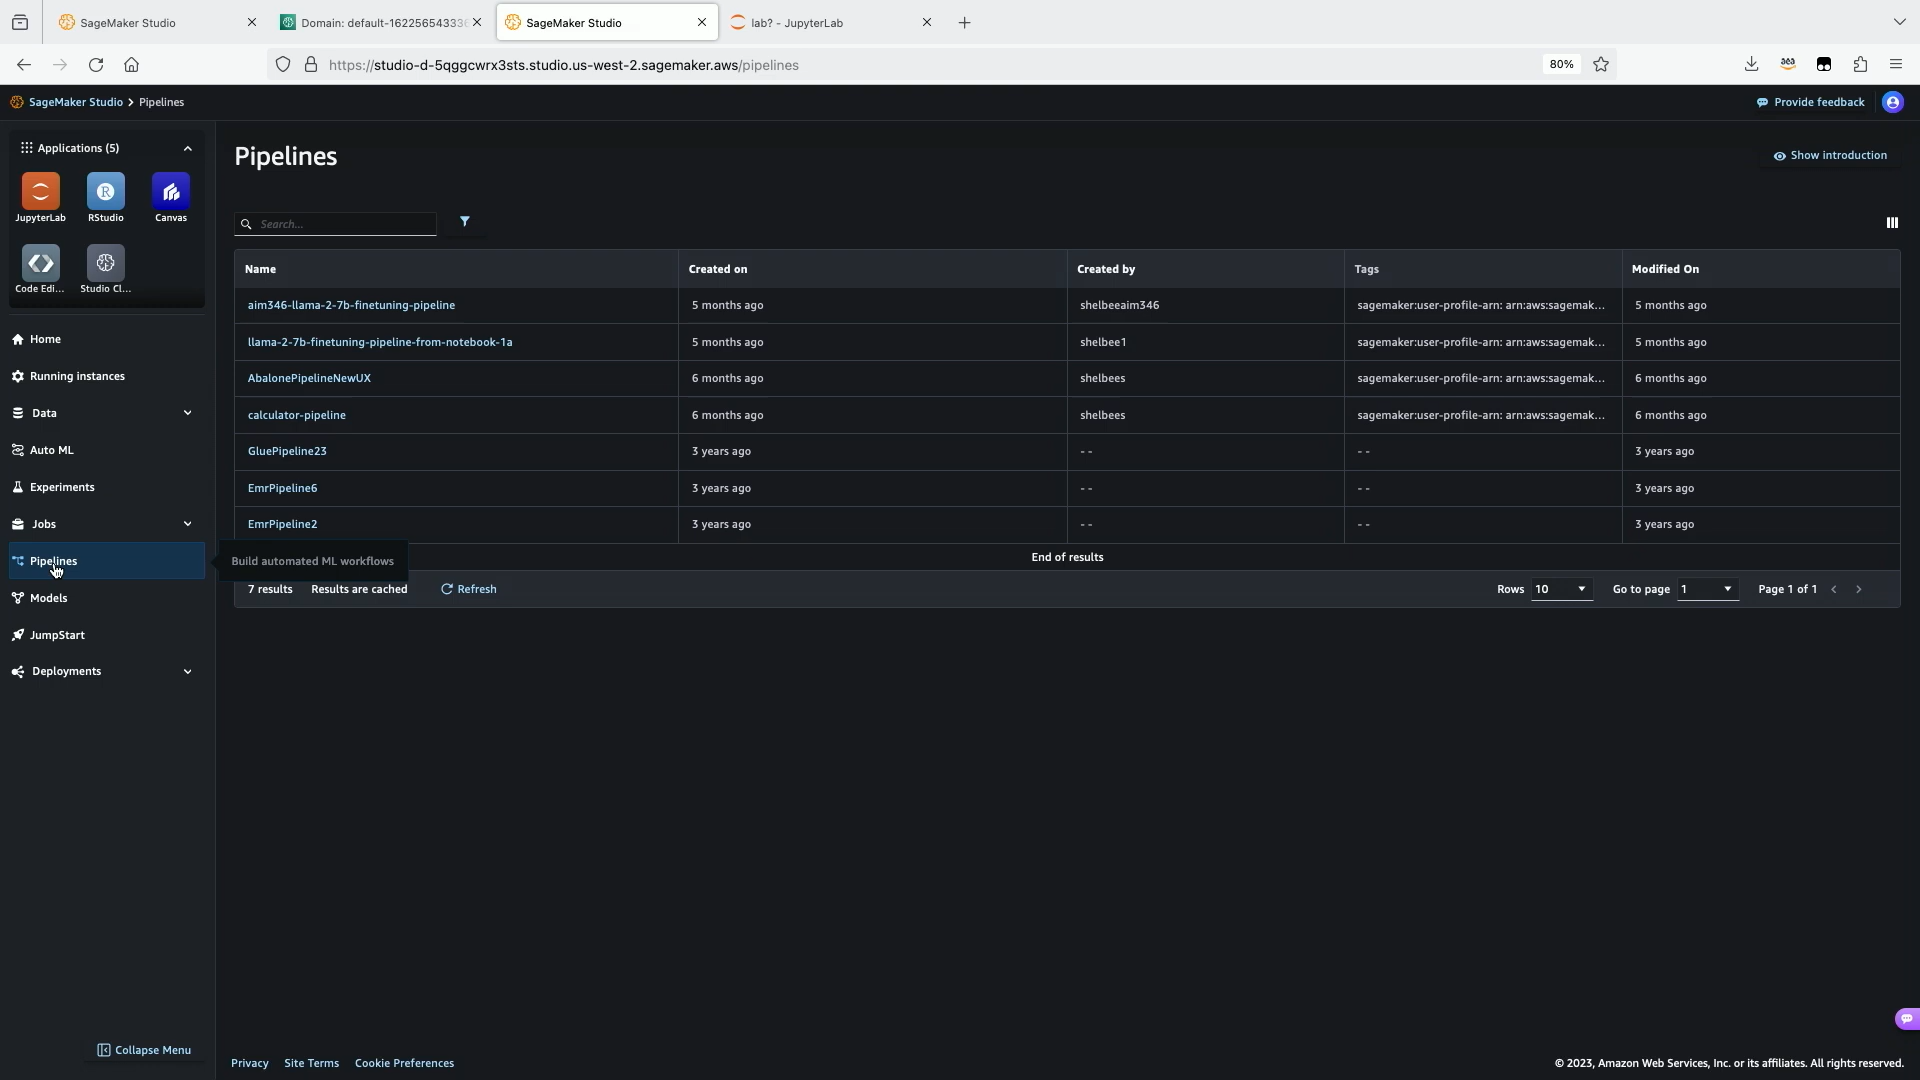 SageMaker Studio
Domain: default-16225654333
SageMaker Studio
lab? - JupyterLab
https://studio-d-5qggcwrx3sts.studio.us-west-2.sagemaker.aws/pipelines
80%
SageMaker Studio > Pipelines
Provide feedback
Applications (5)
JupyterLab
RStudio
Canvas
Code Edi...
Studio Cl...
Home
Running instances
Data
Auto ML
Experiments
Jobs
Pipelines
Models
JumpStart
Deployments
Collapse Menu
Pipelines
Show introduction
Search...
Name Created on Created by Tags Modified On
aim346-llama-2-7b-finetuning-pipeline 5 months ago shelbeeaim346 sagemaker:user-profile-arn: arn:aws:sagemak... 5 months ago
llama-2-7b-finetuning-pipeline-from-notebook-1a 5 months ago shelbee1 sagemaker:user-profile-arn: arn:aws:sagemak... 5 months ago
AbalonePipelineNewUX 6 months ago shelbees sagemaker:user-profile-arn: arn:aws:sagemak... 6 months ago
calculator-pipeline 6 months ago shelbees sagemaker:user-profile-arn: arn:aws:sagemak... 6 months ago
GluePipeline23 3 years ago -- -- 3 years ago
EmrPipeline6 3 years ago -- -- 3 years ago
EmrPipeline2 3 years ago -- -- 3 years ago
Build automated ML workflows
End of results
7 results Results are cached Refresh Rows 10 Go to page 1 Page 1 of 1
Privacy Site Terms Cookie Preferences
© 2023, Amazon Web Services, Inc. or its affiliates. All rights reserved.